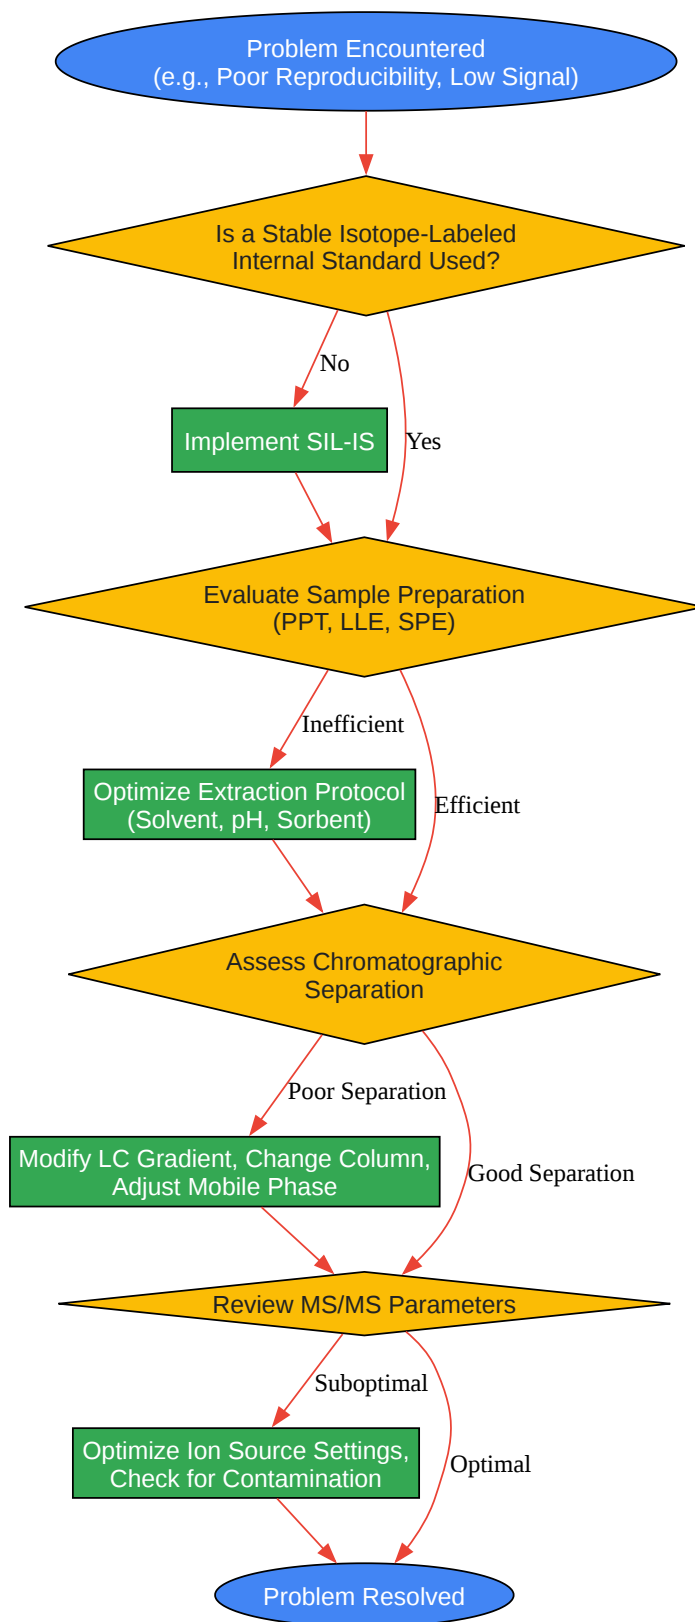 Problem Encountered
(e.g., Poor Reproducibility, Low Signal)
Is a Stable Isotope-Labeled
Internal Standard Used?
No
Implement SIL-IS
Yes
Evaluate Sample Preparation
(PPT, LLE, SPE)
Inefficient
Optimize Extraction Protocol
(Solvent, pH, Sorbent)
Efficient
Assess Chromatographic
Separation
Poor Separation
Modify LC Gradient, Change Column,
Adjust Mobile Phase
Good Separation
Review MS/MS Parameters
Suboptimal
Optimize Ion Source Settings,
Check for Contamination
Optimal
Problem Resolved